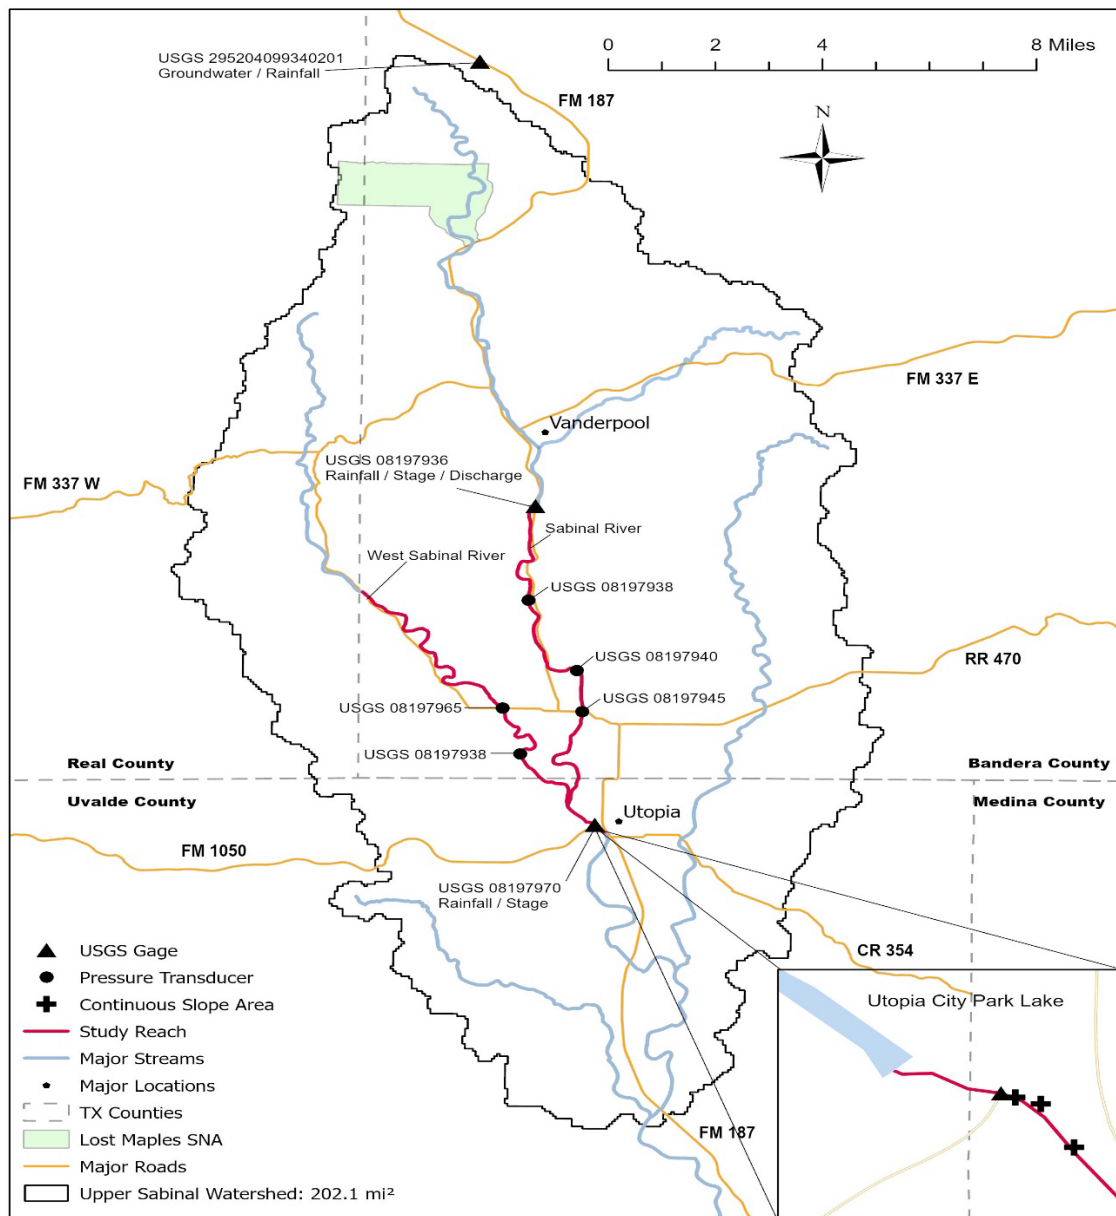 0 2 4 8 Miles
USGS 295204099340201
Groundwater / Rainfall
FM 187
N
FM 337 E
Vanderpool
USGS 08197936
Rainfall / Stage / Discharge
FM 337 W
Sabinal River
West Sabinal River
USGS 08197938
USGS 08197940
RR 470
USGS 08197945
USGS 08197965
USGS 08197938
Real County
Bandera County
Uvalde County
Medina County
Utopia
FM 1050
USGS 08197970
Rainfall / Stage
CR 354
USGS Gage
Pressure Transducer
Continuous Slope Area
Study Reach
Major Streams
Major Locations
TX Counties
Lost Maples SNA
Major Roads
Upper Sabinal Watershed: 202.1 mi²
FM 187
Utopia City Park Lake